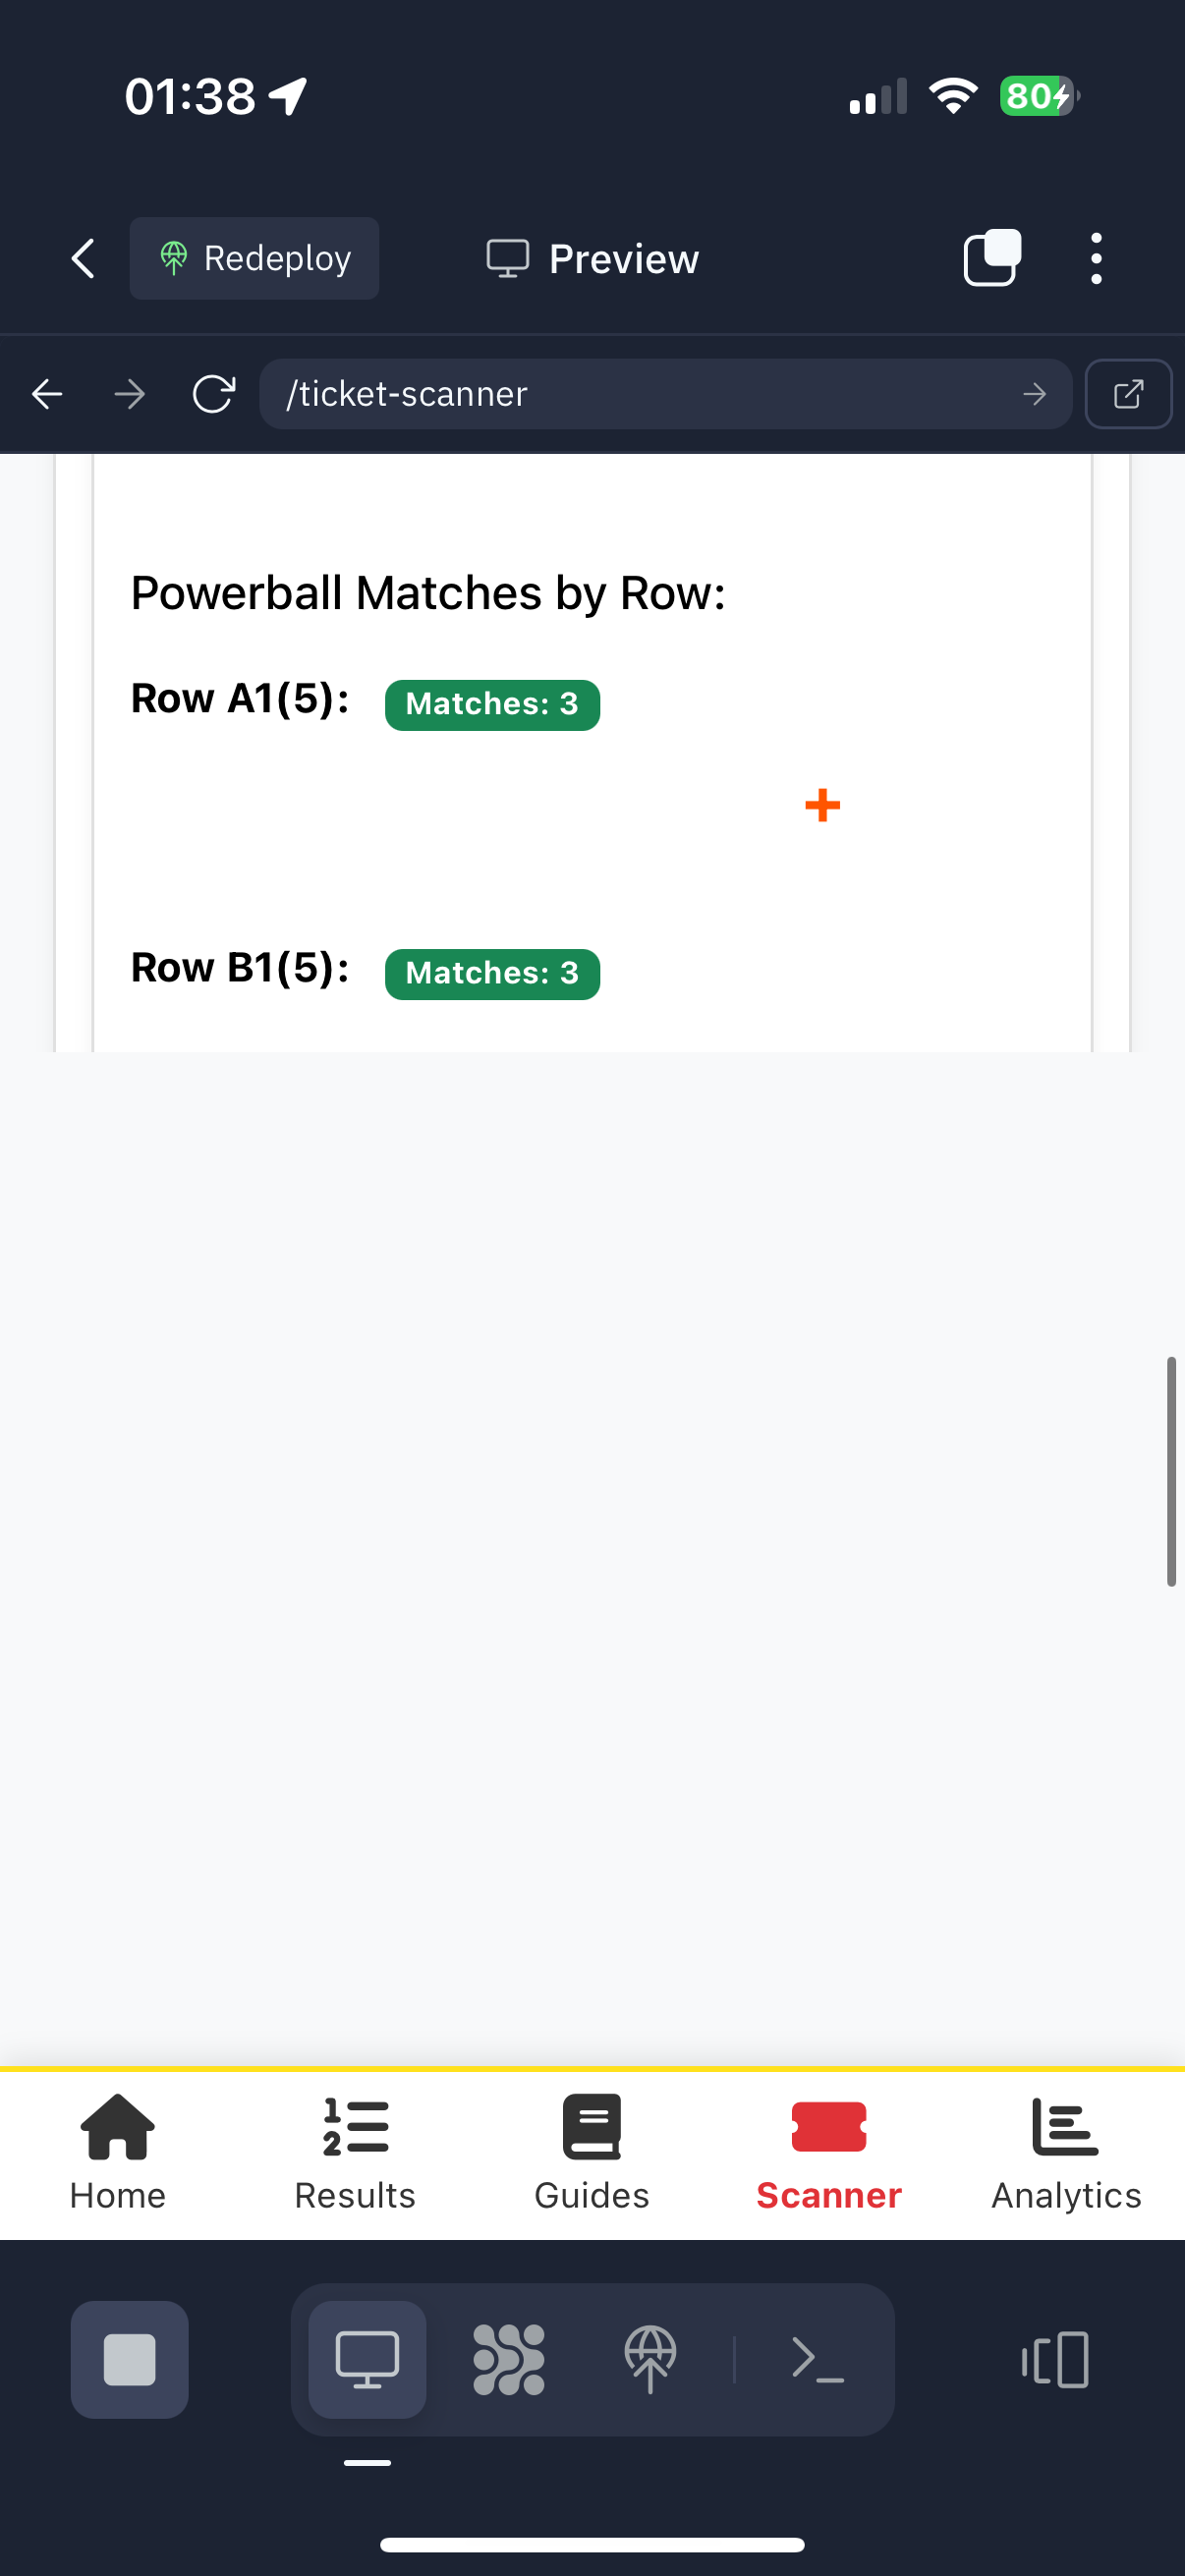 01:38
80
Redeploy
Preview
/ticket-scanner
Powerball Matches by Row:
Row A1(5): Matches: 3
+
Row B1(5): Matches: 3
Home
Results
Guides
Scanner
Analytics